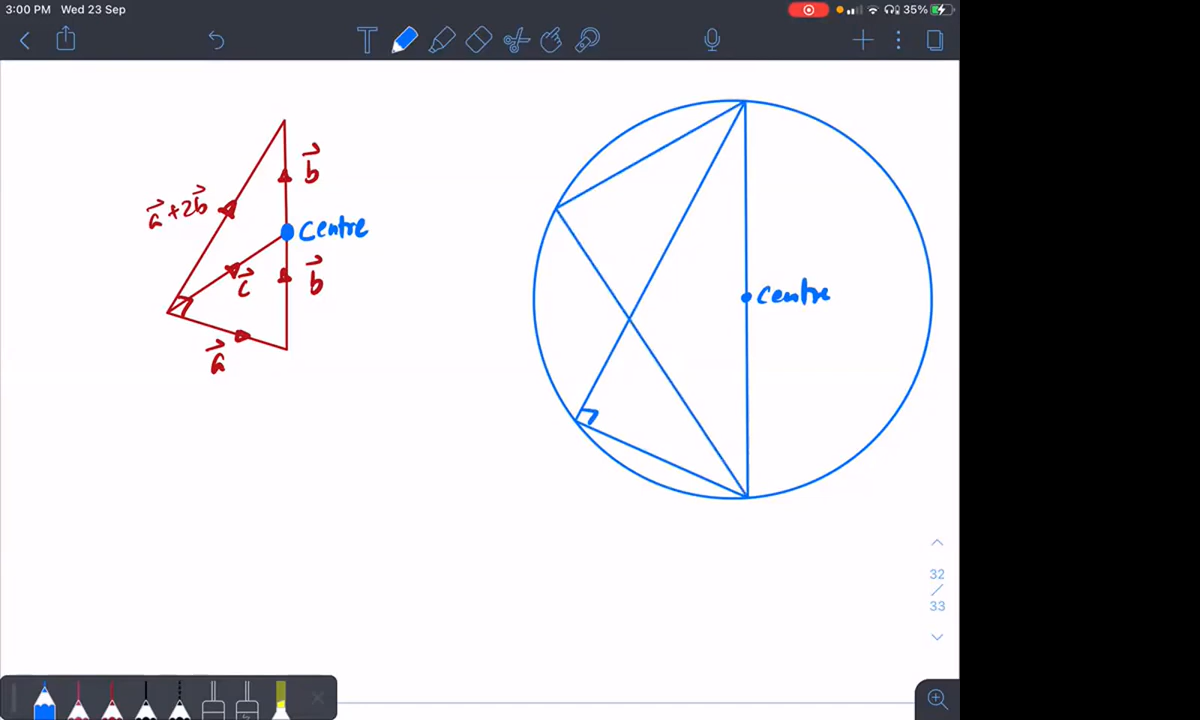 3:00 PM Wed 23 Sep
35%
T
b⃗
a⃗+2b⃗
Centre
c⃗
b⃗
a⃗
Centre
32
/
33